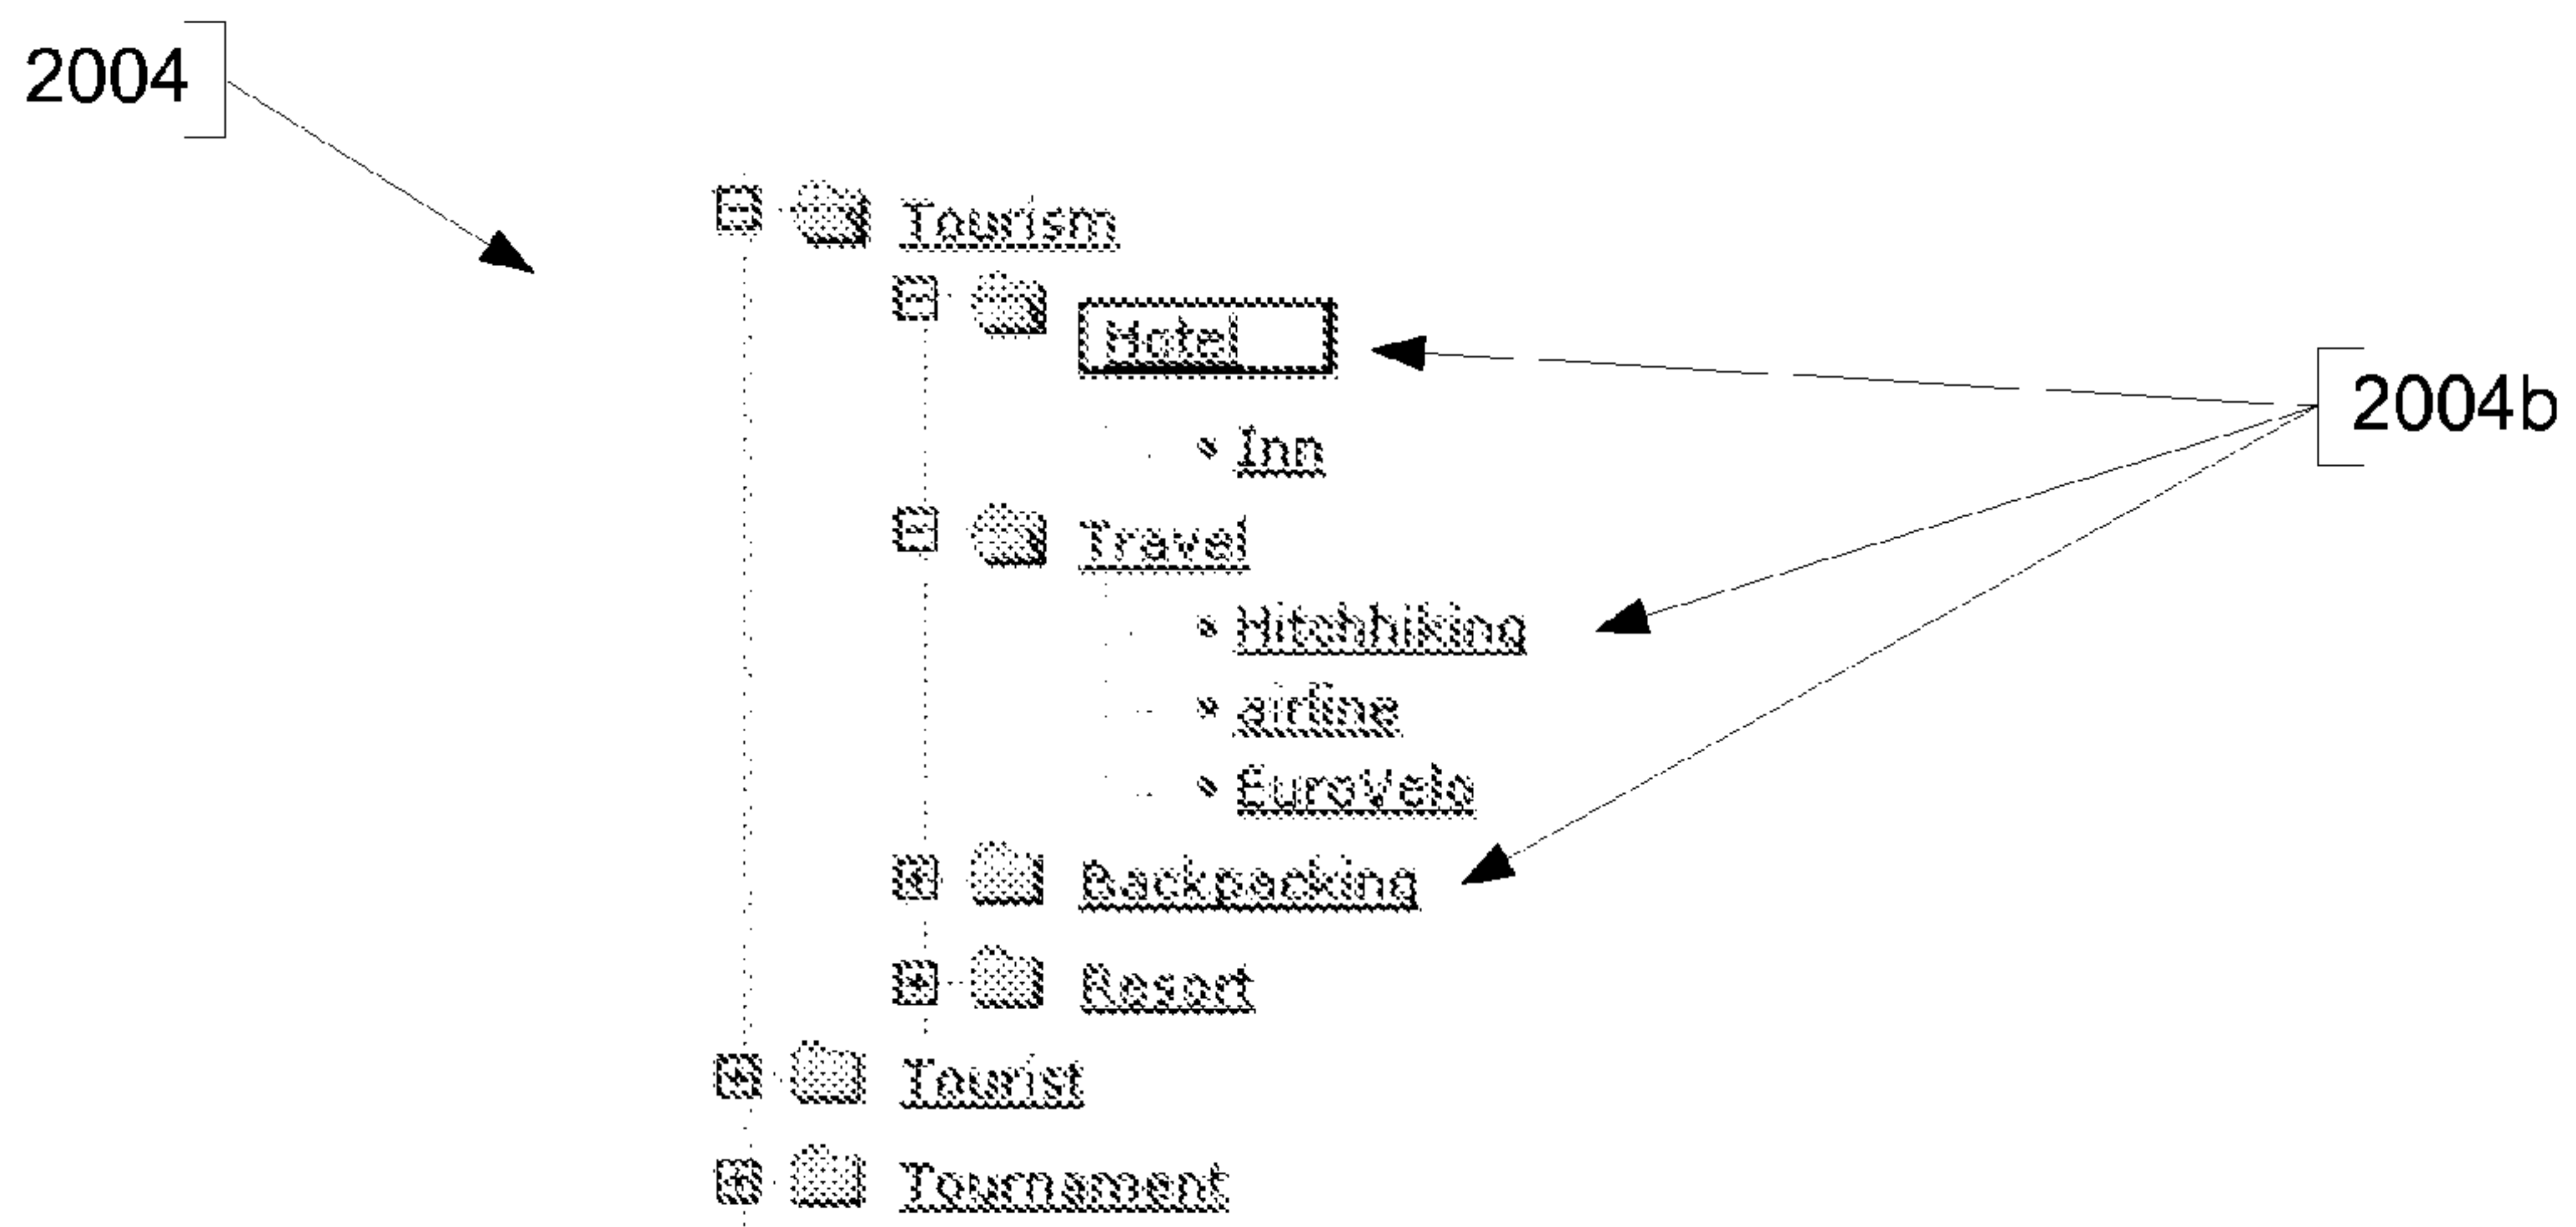 2004
Tourism
Hotel
2004b
Inn
Travel
Hitchhiking
airline
EuroVelo
Backpacking
Resort
Tourist
Tournament